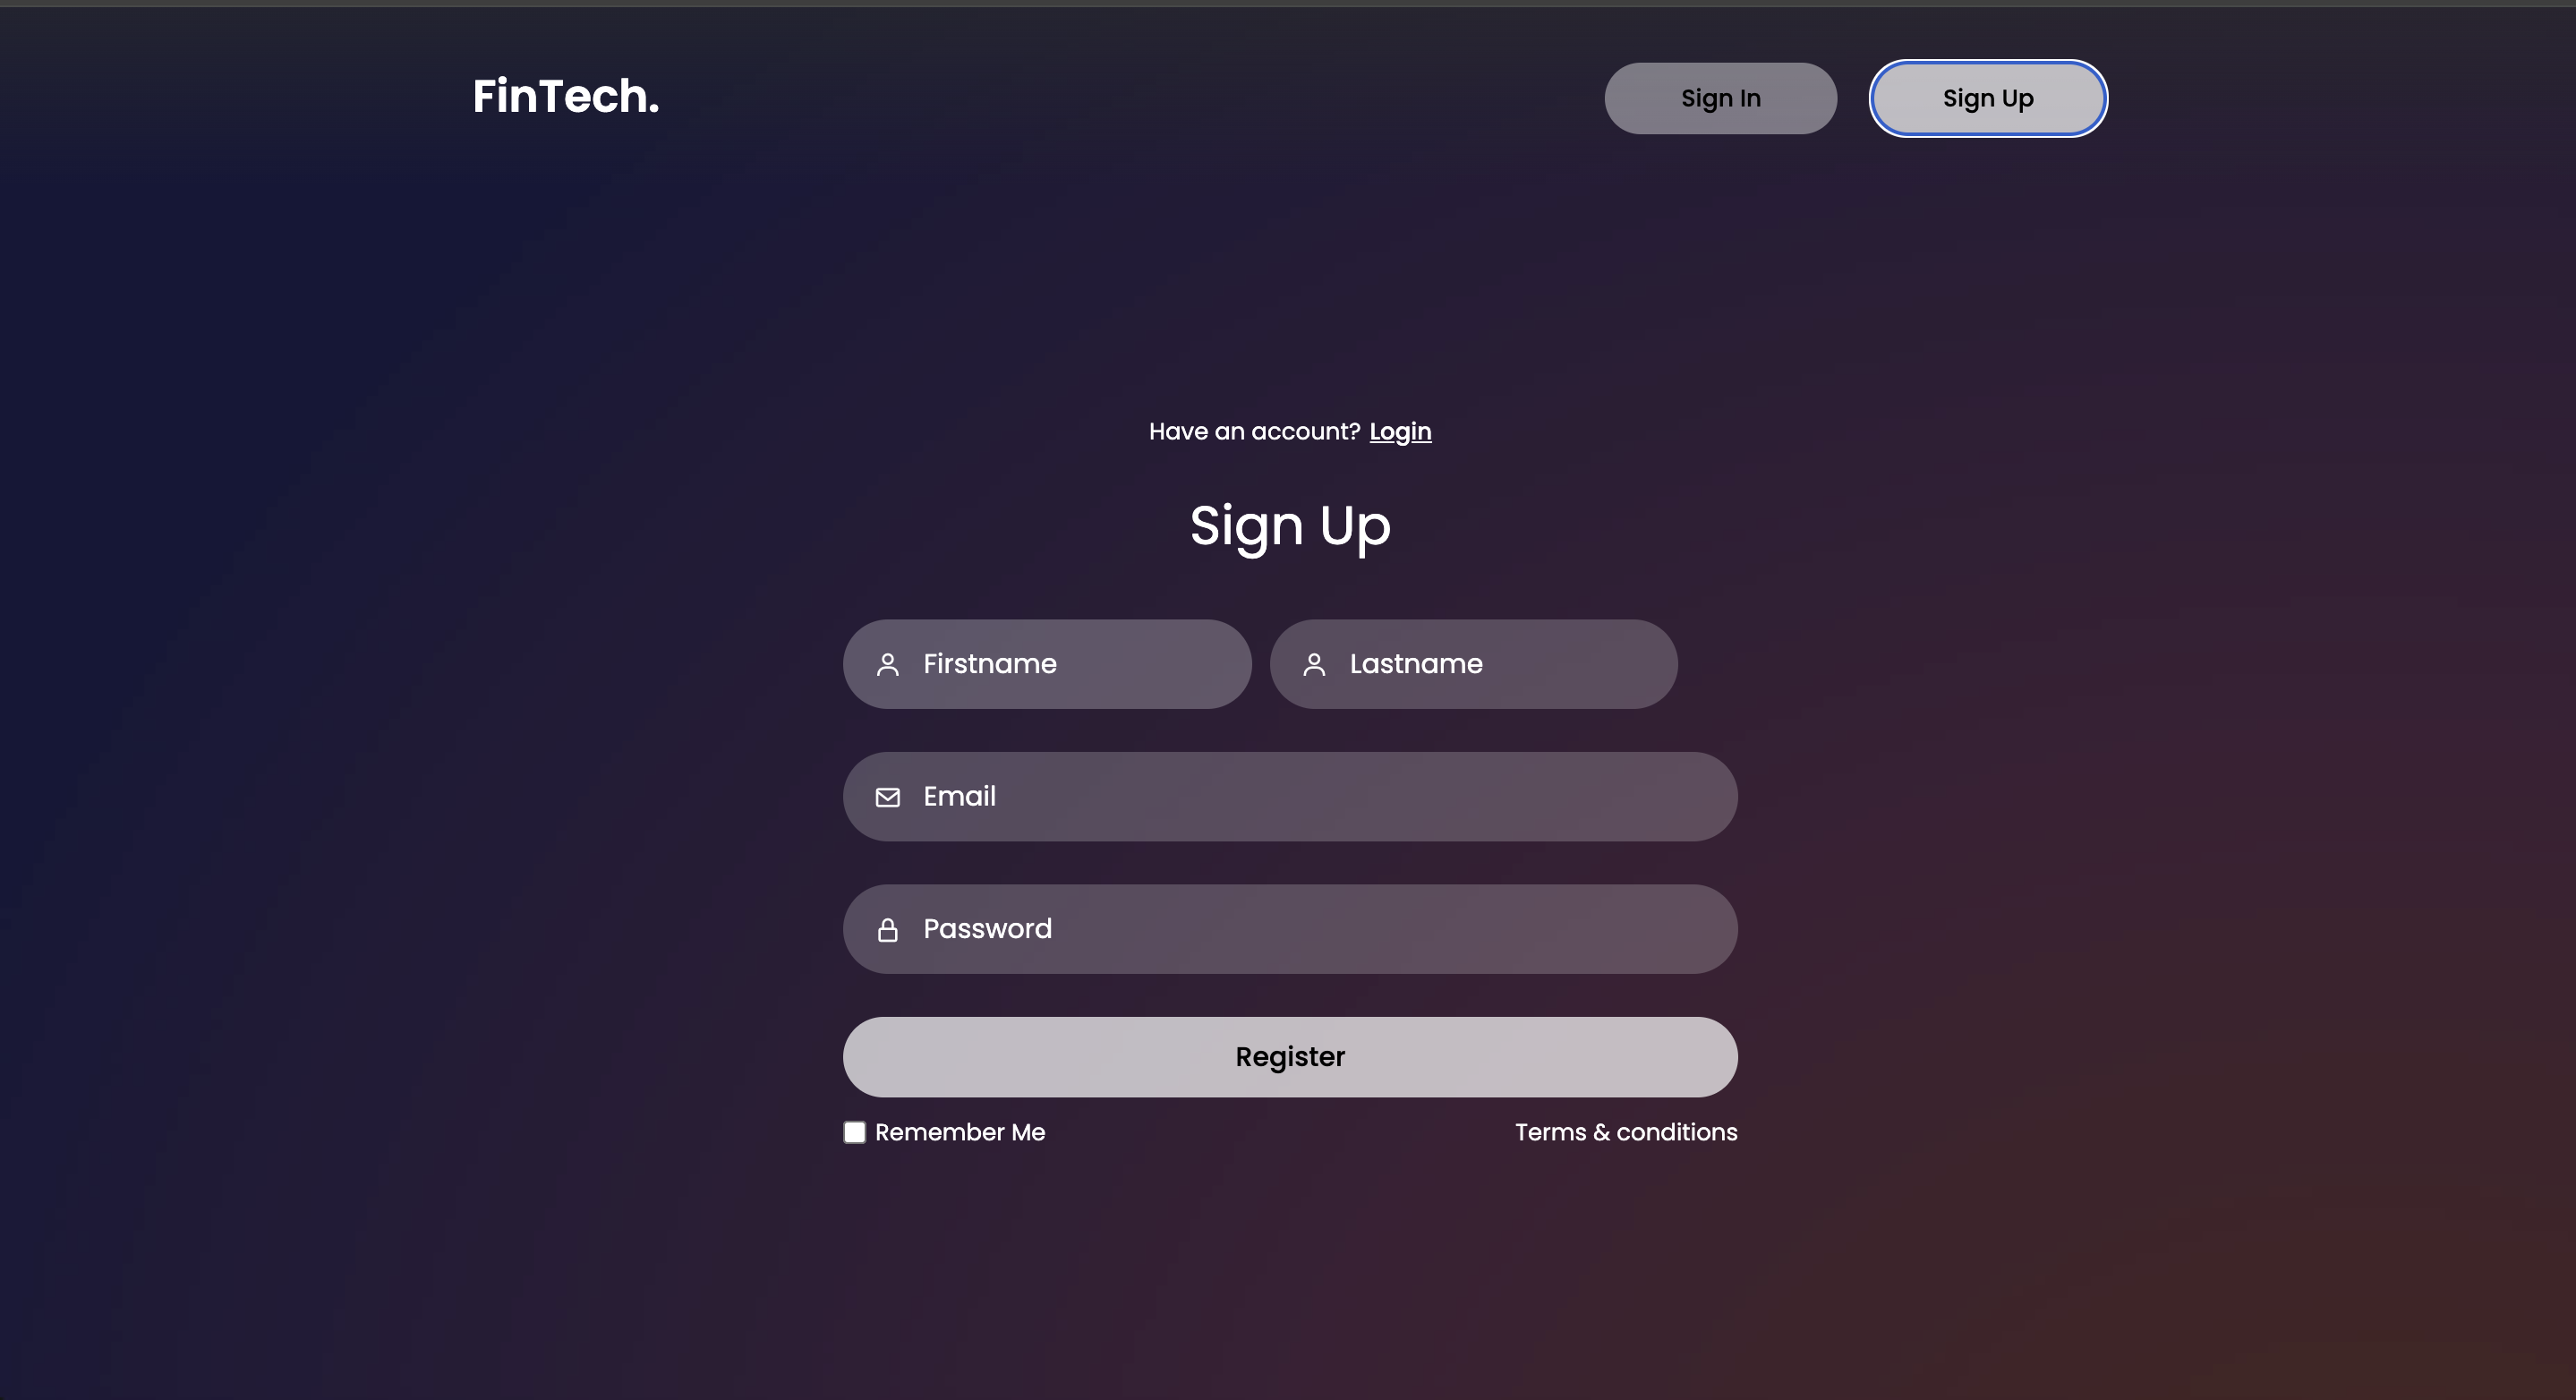 FinTech.
Sign In
Sign Up
Have an account? Login
Sign Up
Firstname
Lastname
Email
Password
Register
Remember Me
Terms & conditions